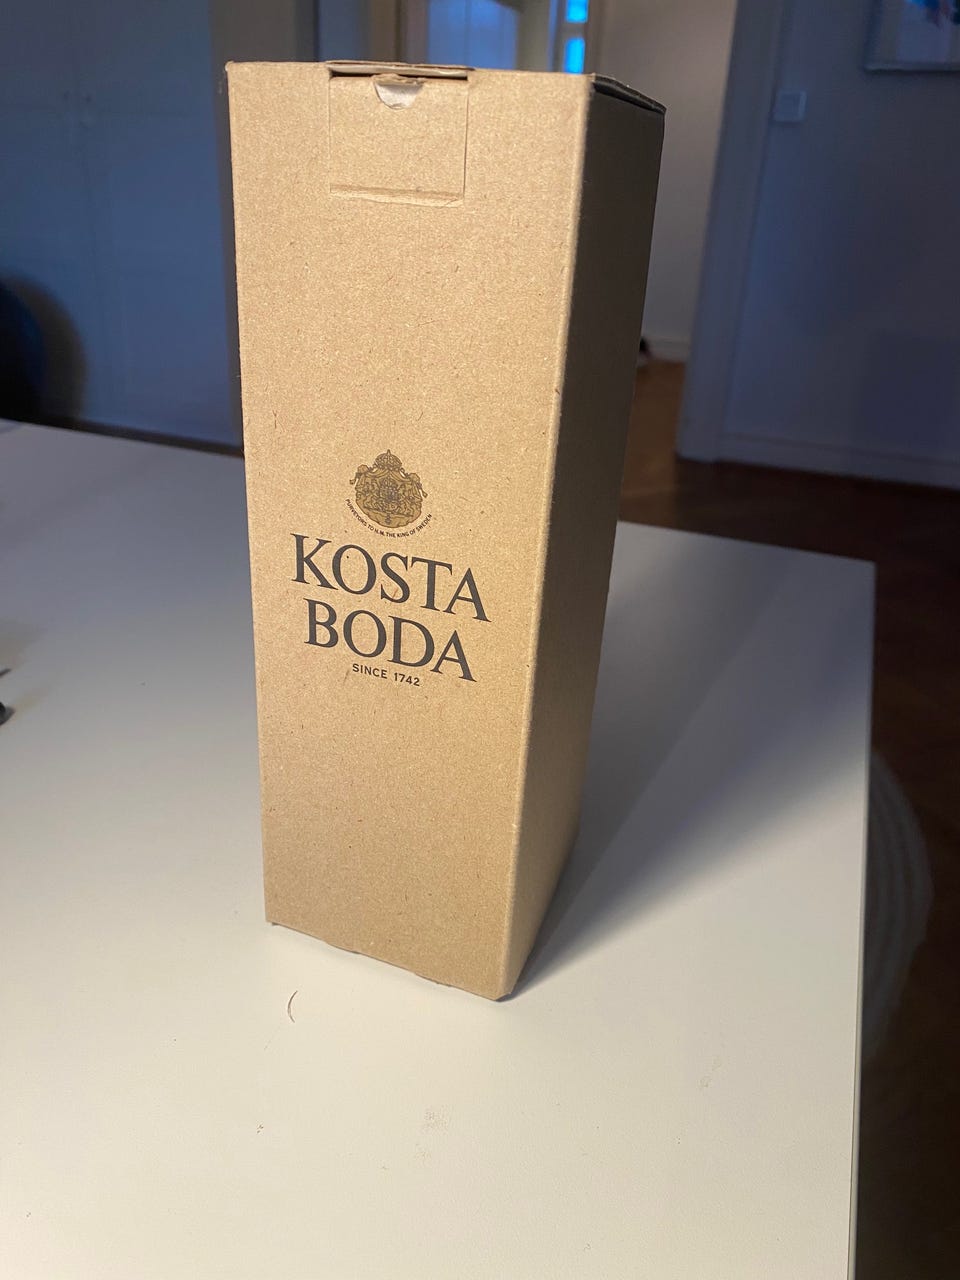 PURVEYORS TO H.M. THE KING OF SWEDEN
KOSTA
BODA
SINCE 1742